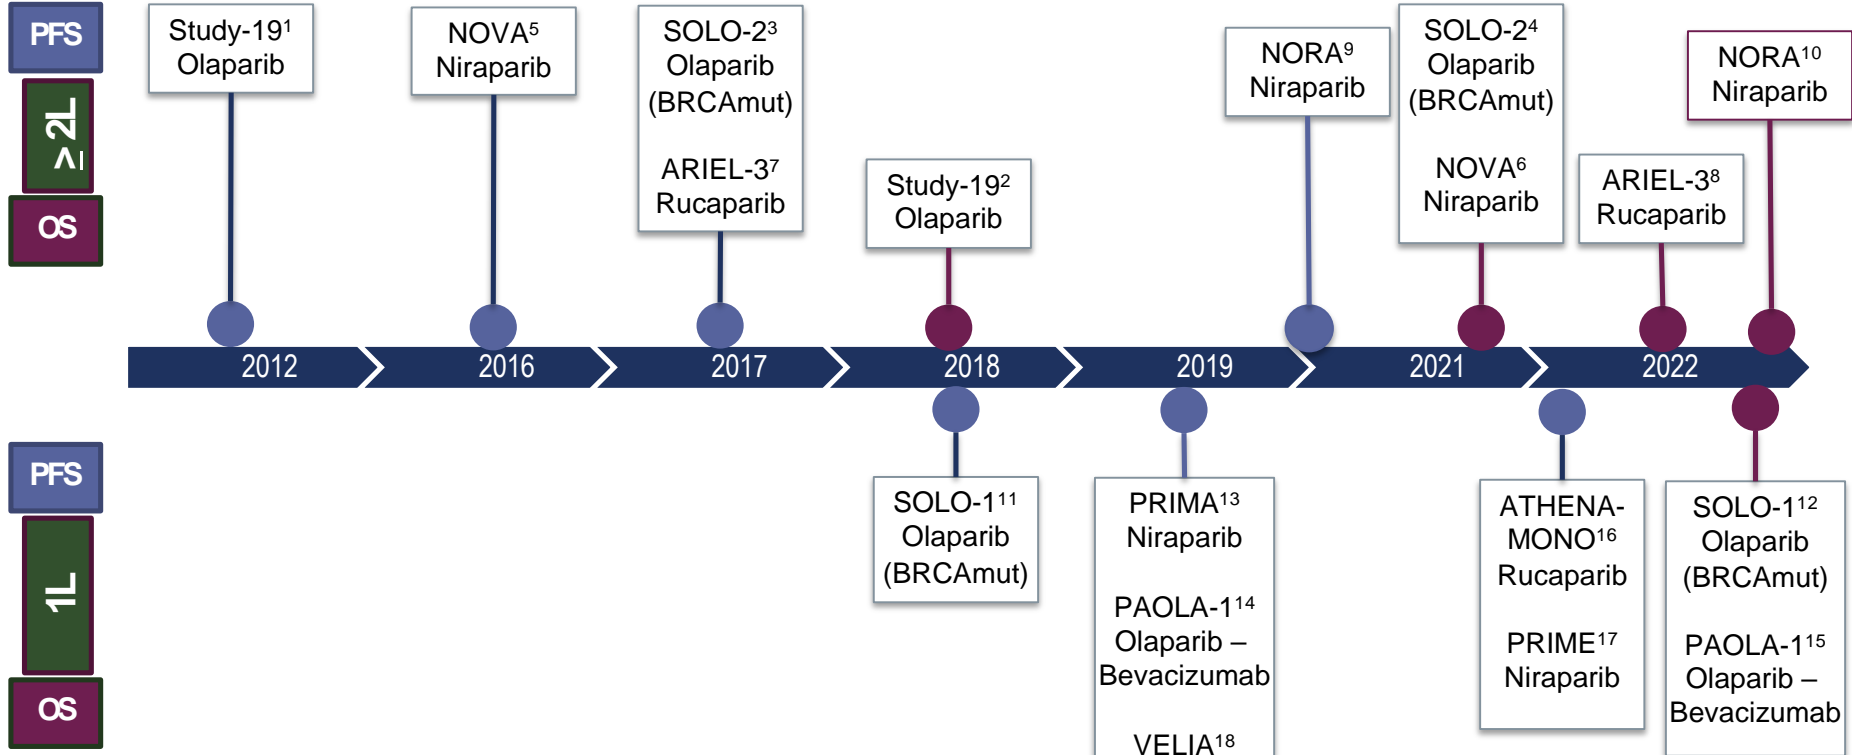 PFS
≥ 2L
OS
Study-19¹
Olaparib
NOVA⁵
Niraparib
SOLO-2³
Olaparib
(BRCAmut)
ARIEL-3⁷
Rucaparib
Study-19²
Olaparib
NORA⁹
Niraparib
SOLO-2⁴
Olaparib
(BRCAmut)
NOVA⁶
Niraparib
ARIEL-3⁸
Rucaparib
NORA¹⁰
Niraparib
2012
2016
2017
2018
2019
2021
2022
PFS
1L
OS
SOLO-1¹¹
Olaparib
(BRCAmut)
PRIMA¹³
Niraparib
PAOLA-1¹⁴
Olaparib –
Bevacizumab
VELIA¹⁸
ATHENA-
MONO¹⁶
Rucaparib
PRIME¹⁷
Niraparib
SOLO-1¹²
Olaparib
(BRCAmut)
PAOLA-1¹⁵
Olaparib –
Bevacizumab